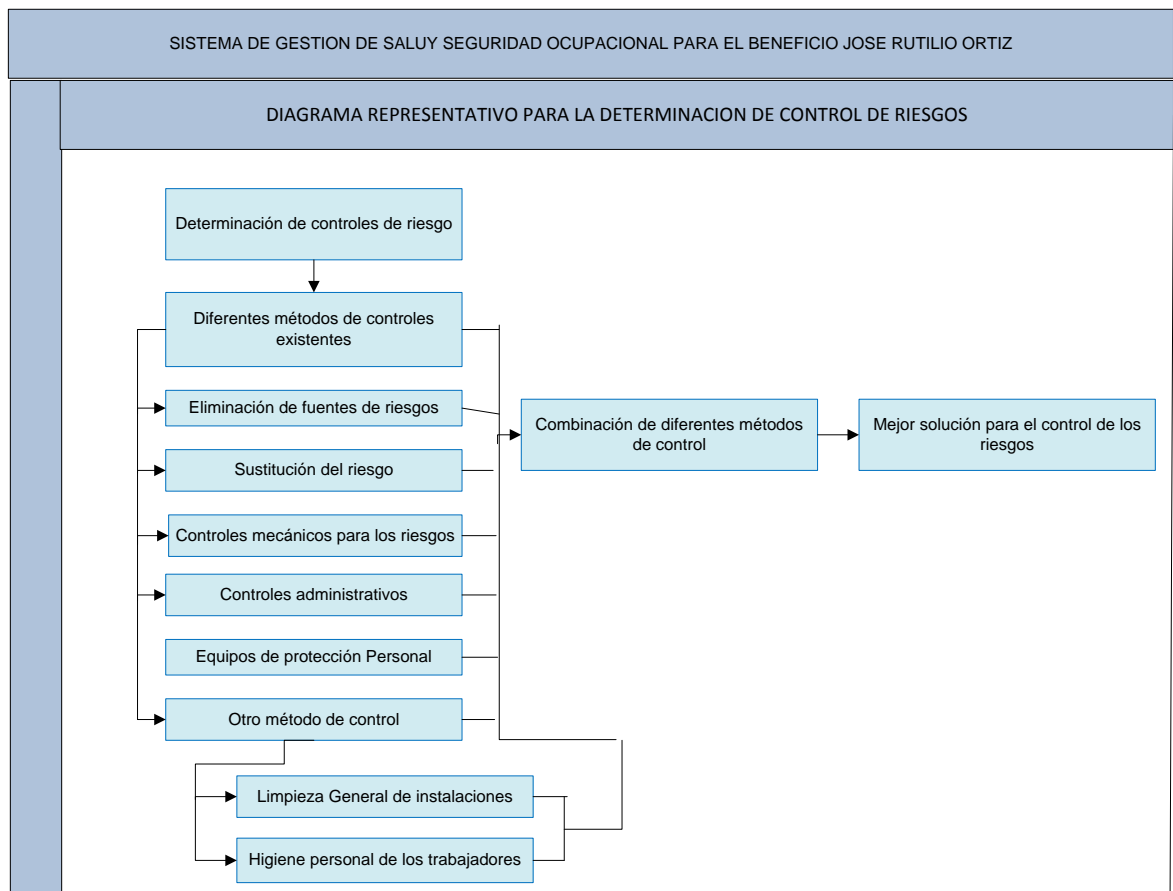 SISTEMA DE GESTION DE SALUY SEGURIDAD OCUPACIONAL PARA EL BENEFICIO JOSE RUTILIO ORTIZ
DIAGRAMA REPRESENTATIVO PARA LA DETERMINACION DE CONTROL DE RIESGOS
Determinación de controles de riesgo
Diferentes métodos de controles
existentes
Eliminación de fuentes de riesgos
Sustitución del riesgo
Controles mecánicos para los riesgos
Controles administrativos
Equipos de protección Personal
Otro método de control
Limpieza General de instalaciones
Higiene personal de los trabajadores
Combinación de diferentes métodos
de control
Mejor solución para el control de los
riesgos